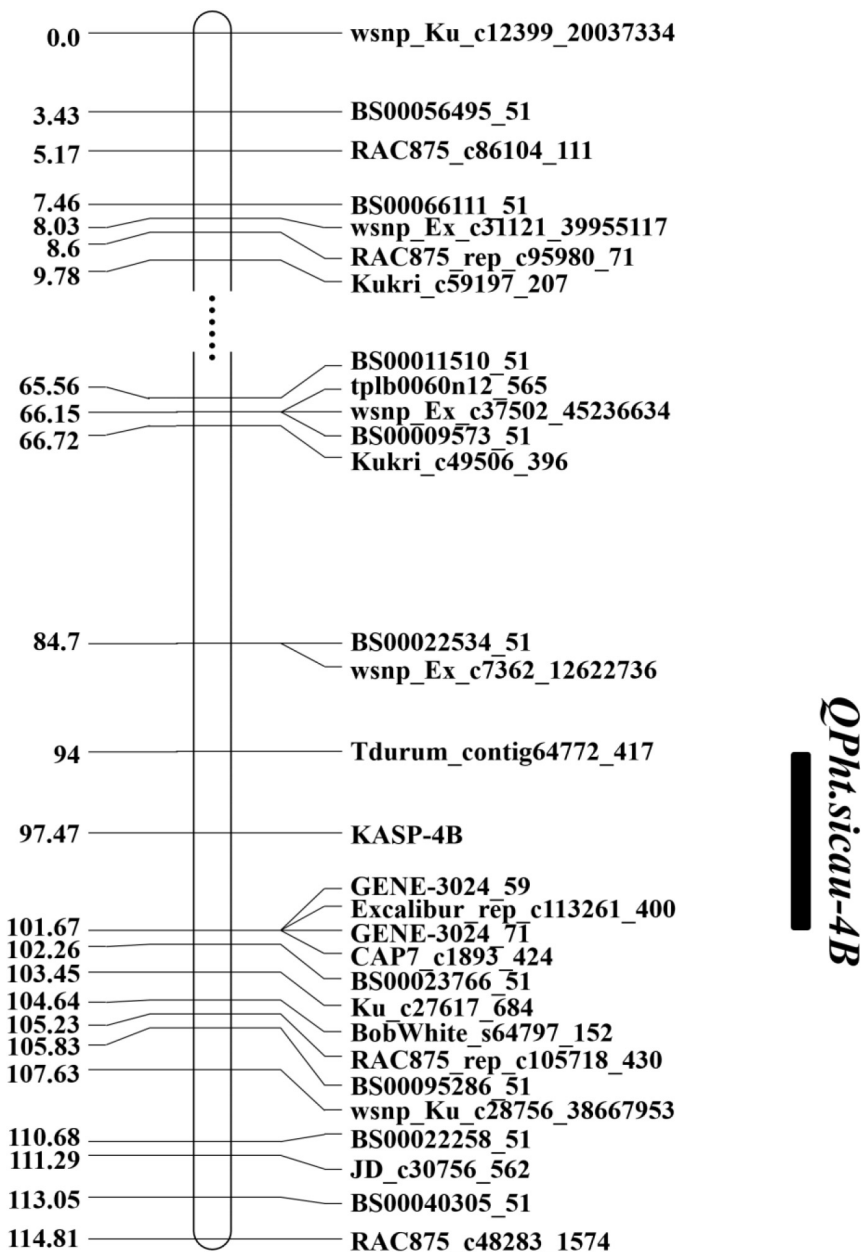 0.0 wsnp_Ku_c12399_20037334
3.43 BS00056495_51
5.17 RAC875_c86104_111
7.46 BS00066111_51
8.03 wsnp_Ex_c31121_39955117
8.6 RAC875_rep_c95980_71
9.78 Kukri_c59197_207
BS00011510_51
65.56 tplb0060n12_565
66.15 wsnp_Ex_c37502_45236634
66.72 BS00009573_51
Kukri_c49506_396
84.7 BS00022534_51
wsnp_Ex_c7362_12622736
94 Tdurum_contig64772_417
97.47 KASP-4B
GENE-3024_59
Excalibur_rep_c113261_400
101.67 GENE-3024_71
102.26 CAP7_c1893_424
103.45 BS00023766_51
104.64 Ku_c27617_684
105.23 BobWhite_s64797_152
105.83 RAC875_rep_c105718_430
107.63 BS00095286_51
wsnp_Ku_c28756_38667953
110.68 BS00022258_51
111.29 JD_c30756_562
113.05 BS00040305_51
114.81 RAC875_c48283_1574
QPht.sicau-4B